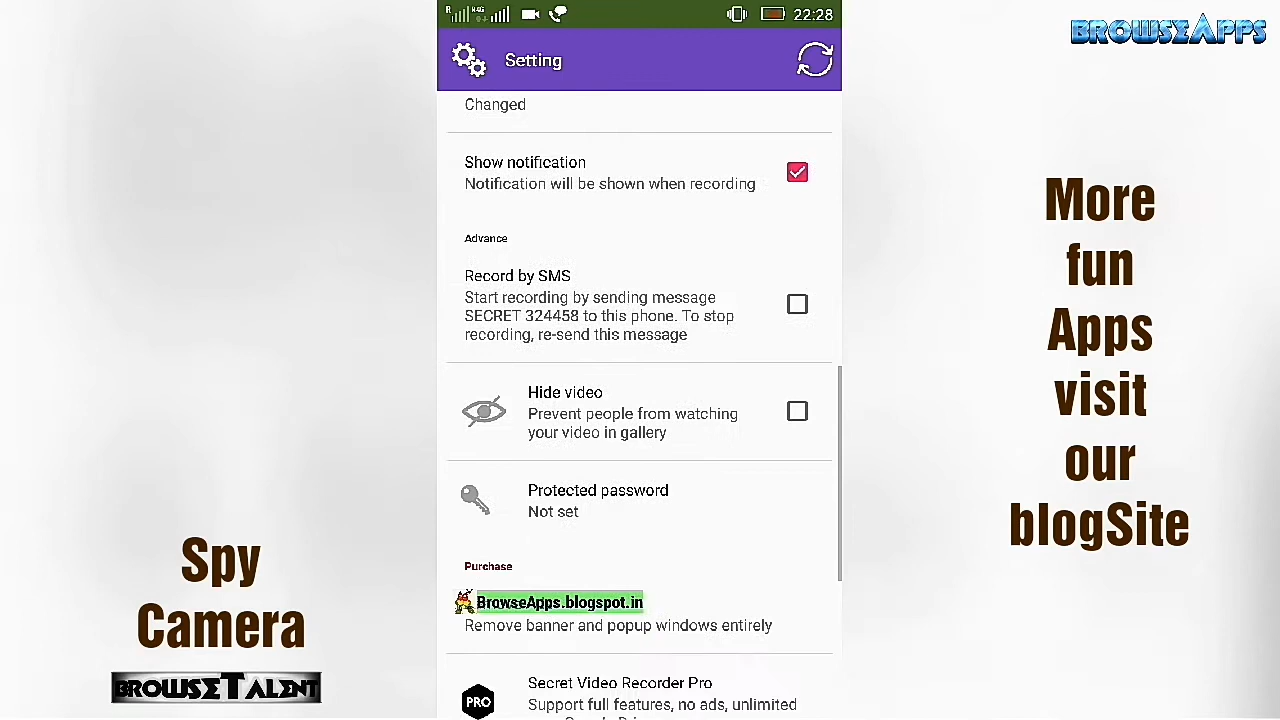 R R4G 22:28
BROWSEAPPS
Setting
Changed
Show notification
Notification will be shown when recording
Advance
Record by SMS
Start recording by sending message
SECRET 324458 to this phone. To stop
recording, re-send this message
Hide video
Prevent people from watching
your video in gallery
Protected password
Not set
Purchase
BrowseApps.blogspot.in
Remove banner and popup windows entirely
Secret Video Recorder Pro
PRO
Support full features, no ads, unlimited
Spy
Camera
BROWSETALENT
More
fun
Apps
visit
our
blogSite